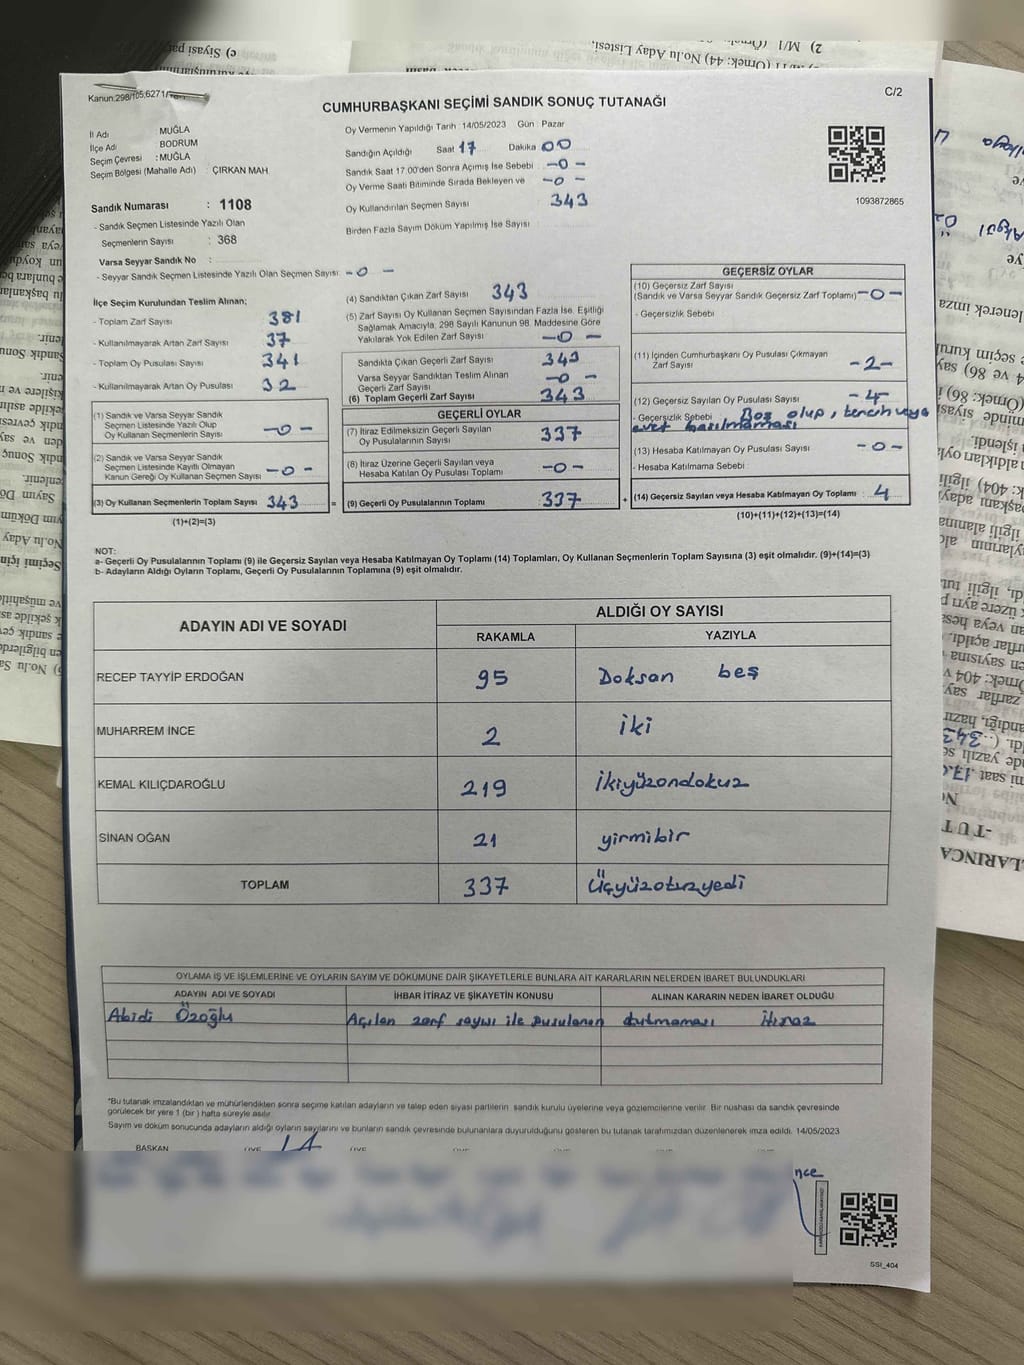 Kanun:298/105,6271/
CUMHURBAŞKANI SEÇİMİ SANDIK SONUÇ TUTANAĞI
C/2
İl Adı : MUĞLA
İlçe Adı : BODRUM
Seçim Çevresi : MUĞLA
Seçim Bölgesi (Mahalle Adı) : ÇIRKAN MAH
Sandık Numarası : 1108
- Sandık Seçmen Listesinde Yazılı Olan
Seçmenlerin Sayısı : 368
Varsa Seyyar Sandık No :
- Seyyar Sandık Seçmen Listesinde Yazılı Olan Seçmen Sayısı: - 0 -
Oy Vermenin Yapıldığı Tarih : 14/05/2023 Gün : Pazar
Sandığın Açıldığı Saat 17 Dakika 00
Sandık Saat 17:00'den Sonra Açımış İse Sebebi - 0 -
Oy Verme Saati Bitiminde Sırada Bekleyen ve - 0 -
Oy Kullandırılan Seçmen Sayısı 343
Birden Fazla Sayım Döküm Yapılmış İse Sayısı :
1093872865
İlçe Seçim Kurulundan Teslim Alınan;
- Toplam Zarf Sayısı 381
- Kullanılmayarak Artan Zarf Sayısı 37
- Toplam Oy Pusulası Sayısı 341
- Kullanılmayarak Artan Oy Pusulası 32
(1) Sandık ve Varsa Seyyar Sandık
Seçmen Listesinde Yazılı Olup
Oy Kullanan Seçmenlerin Sayısı - 0 -
(2) Sandık ve Varsa Seyyar Sandık
Seçmen Listesinde Kayıtlı Olmayan
Kanun Gereği Oy Kullanan Seçmen Sayısı - 0 -
(3) Oy Kullanan Seçmenlerin Toplam Sayısı 343 =
(1)+(2)=(3)
(4) Sandıktan Çıkan Zarf Sayısı 343
(5) Zarf Sayısı Oy Kullanan Seçmen Sayısından Fazla İse, Eşitliği
Sağlamak Amacıyla, 298 Sayılı Kanunun 98. Maddesine Göre
Yakılarak Yok Edilen Zarf Sayısı - 0 -
Sandıkta Çıkan Geçerli Zarf Sayısı 343
Varsa Seyyar Sandıktan Teslim Alınan
Geçerli Zarf Sayısı - 0 -
(6) Toplam Geçerli Zarf Sayısı 343
GEÇERLİ OYLAR
(7) İtiraz Edilmeksizin Geçerli Sayılan
Oy Pusulalarının Sayısı 337
(8) İtiraz Üzerine Geçerli Sayılan veya
Hesaba Katılan Oy Pusulası Toplamı - 0 -
(9) Geçerli Oy Pusulalarının Toplamı 337 +
GEÇERSİZ OYLAR
(10) Geçersiz Zarf Sayısı
(Sandık ve Varsa Seyyar Sandık Geçersiz Zarf Toplamı) - 0 -
- Geçersizlik Sebebi :
(11) İçinden Cumhurbaşkanı Oy Pusulası Çıkmayan
Zarf Sayısı - 2 -
(12) Geçersiz Sayılan Oy Pusulası Sayısı - 4 -
- Geçersizlik Sebebi : Boş olup, tercih veya
evet basılmaması
(13) Hesaba Katılmayan Oy Pusulası Sayısı - 0 -
- Hesaba Katılmama Sebebi :
(14) Geçersiz Sayılan veya Hesaba Katılmayan Oy Toplamı : 4
(10)+(11)+(12)+(13)=(14)
NOT:
a- Geçerli Oy Pusulalarının Toplamı (9) ile Geçersiz Sayılan veya Hesaba Katılmayan Oy Toplamı (14) Toplamları, Oy Kullanan Seçmenlerin Toplam Sayısına (3) eşit olmalıdır. (9)+(14)=(3)
b- Adayların Aldığı Oyların Toplamı, Geçerli Oy Pusulalarının Toplamına (9) eşit olmalıdır.
ADAYIN ADI VE SOYADI ALDIĞI OY SAYISI
RAKAMLA YAZIYLA
RECEP TAYYİP ERDOĞAN 95 Doksan beş
MUHARREM İNCE 2 iki
KEMAL KILIÇDAROĞLU 219 ikiyüzondokuz
SİNAN OĞAN 21 yirmibir
TOPLAM 337 Üçyüzotuzyedi
OYLAMA İŞ VE İŞLEMLERİNE VE OYLARIN SAYIM VE DÖKÜMÜNE DAİR ŞİKAYETLERLE BUNLARA AİT KARARLARIN NELERDEN İBARET BULUNDUKLARI
ADAYIN ADI VE SOYADI İHBAR İTİRAZ VE ŞİKAYETİN KONUSU ALINAN KARARIN NEDEN İBARET OLDUĞU
Abidi Özoğlu Açılan zarf sayısı ile pusulanın tutmaması İtiraz
*Bu tutanak imzalandıktan ve mühürlendikten sonra seçime katılan adayların ve talep eden siyasi partilerin sandık kurulu üyelerine veya gözlemcilerine verilir. Bir nushası da sandık çevresinde
görülecek bir yere 1 (bir) hafta süreyle asılır.
Sayım ve döküm sonucunda adayların aldığı oyların sayılarını ve bunların sandık çevresinde bulunanlara duyurulduğunu gösteren bu tutanak tarafımızdan düzenlenerek imza edildi. 14/05/2023
BAŞKAN
nce
SSI_404